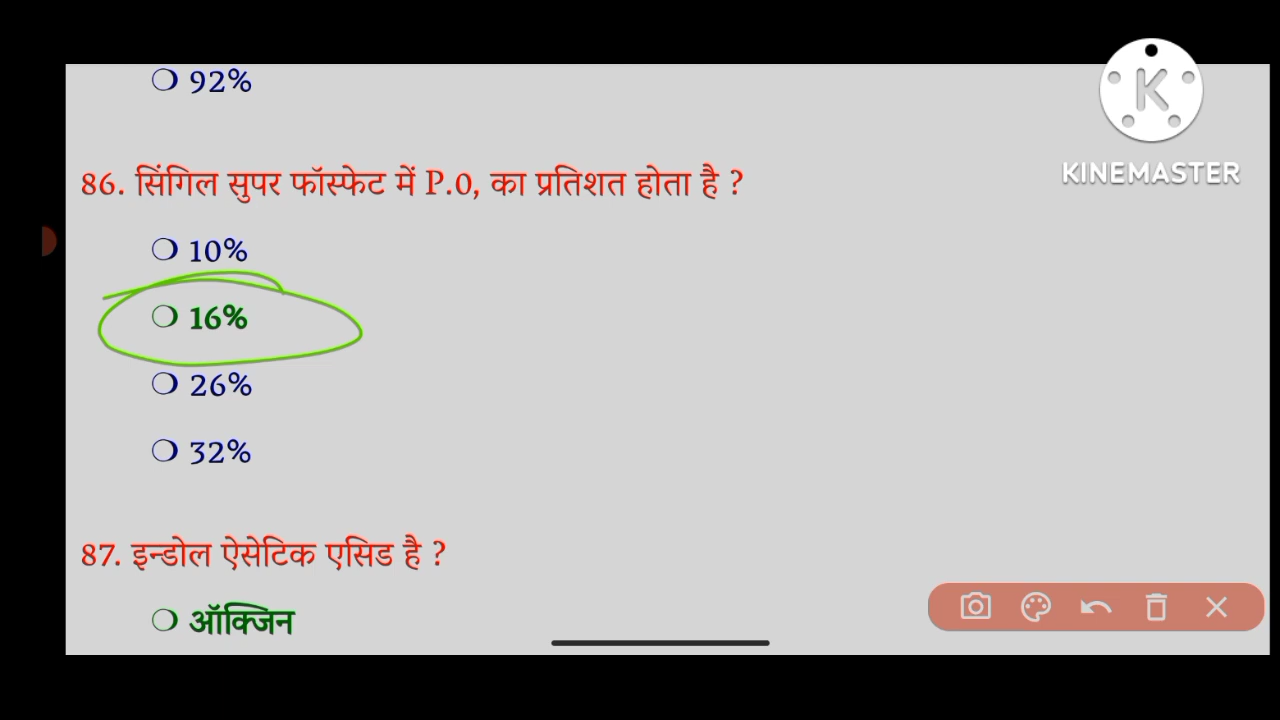 92%
KINEMASTER
86. सिंगिल सुपर फॉस्फेट में P.0, का प्रतिशत होता है ?
10%
16%
26%
32%
87. इन्डोल ऐसेटिक एसिड है ?
ऑक्जिन